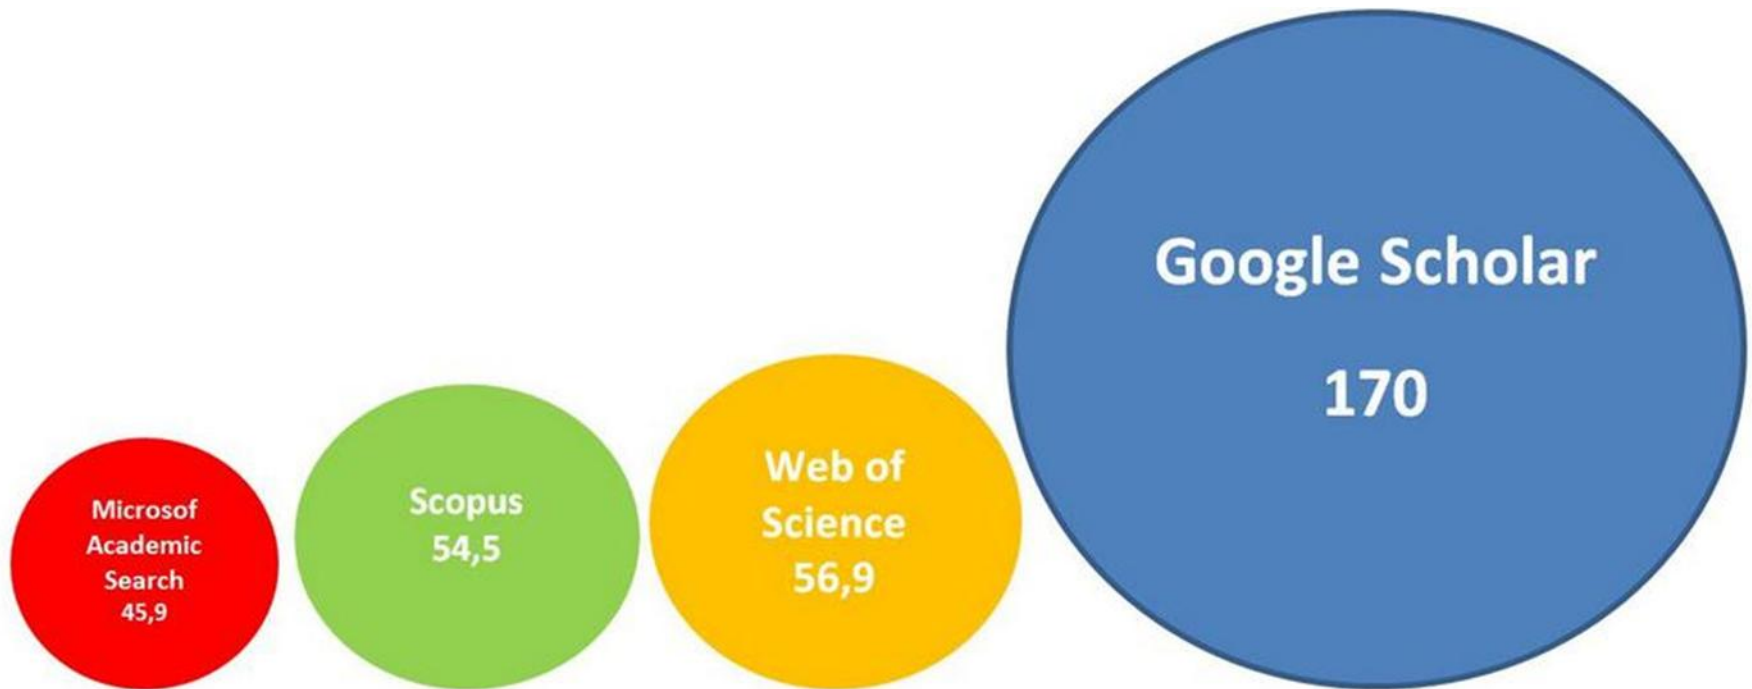 Microsof
Academic
Search
45,9
Scopus
54,5
Web of
Science
56,9
Google Scholar
170